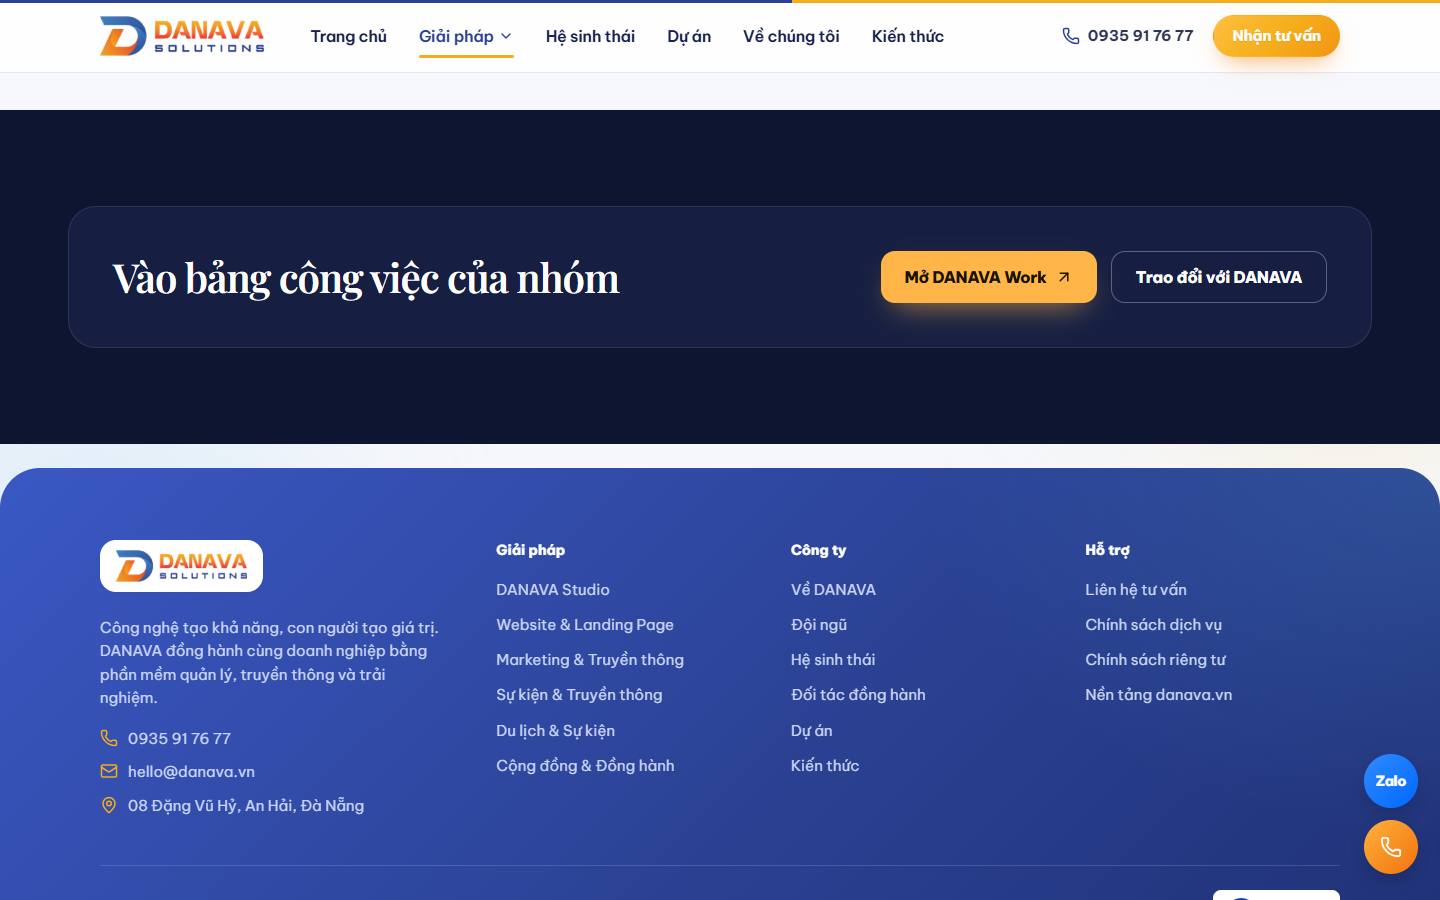 DANAVA
SOLUTIONS
Trang chủ
Giải pháp
Hệ sinh thái
Dự án
Về chúng tôi
Kiến thức
0935 91 76 77
Nhận tư vấn
Vào bảng công việc của nhóm
Mở DANAVA Work
Trao đổi với DANAVA
DANAVA
SOLUTIONS
Công nghệ tạo khả năng, con người tạo giá trị.
DANAVA đồng hành cùng doanh nghiệp bằng
phần mềm quản lý, truyền thông và trải
nghiệm.
0935 91 76 77
hello@danava.vn
08 Đặng Vũ Hỷ, An Hải, Đà Nẵng
Giải pháp
DANAVA Studio
Website & Landing Page
Marketing & Truyền thông
Sự kiện & Truyền thông
Du lịch & Sự kiện
Cộng đồng & Đồng hành
Công ty
Về DANAVA
Đội ngũ
Hệ sinh thái
Đối tác đồng hành
Dự án
Kiến thức
Hỗ trợ
Liên hệ tư vấn
Chính sách dịch vụ
Chính sách riêng tư
Nền tảng danava.vn
Zalo